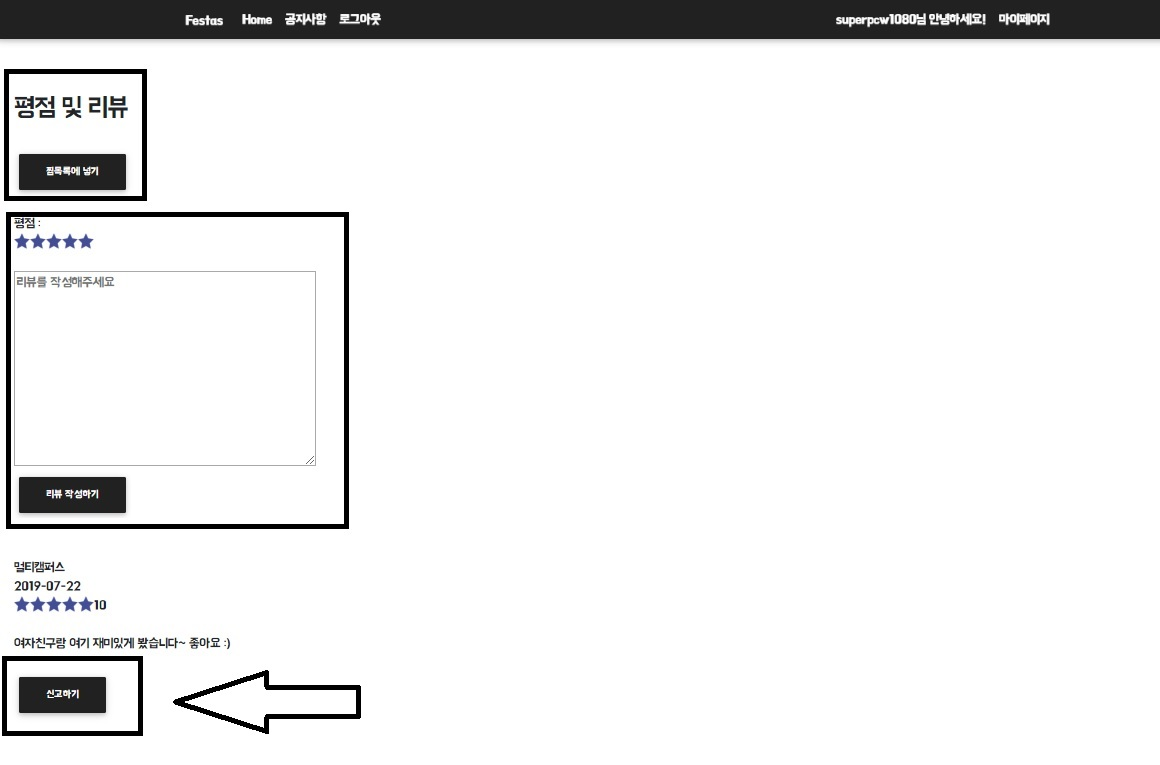 Festas Home 공지사항 로그아웃 superpcw1080님 안녕하세요! 마이페이지
평점 및 리뷰
찜목록에 넣기
평점 :
리뷰를 작성해주세요
리뷰 작성하기
멀티캠퍼스
2019-07-22
★★★★★10
여자친구랑 여기 재미있게 봤습니다~ 좋아요 :)
신고하기